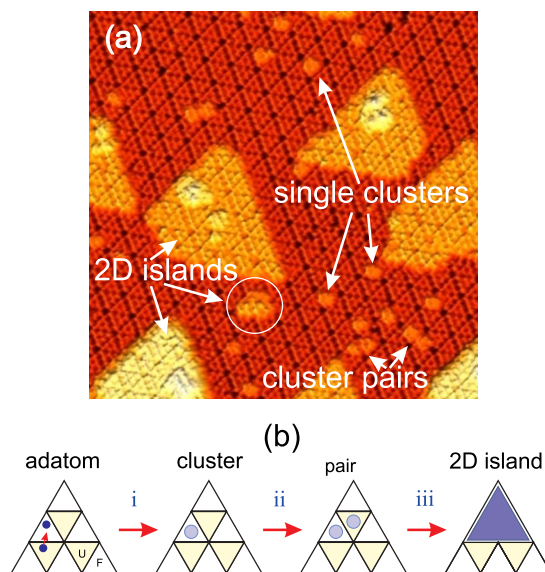 (a)
single clusters
2D islands
cluster pairs
(b)
adatom
cluster
pair
2D island
i
ii
iii
U
F